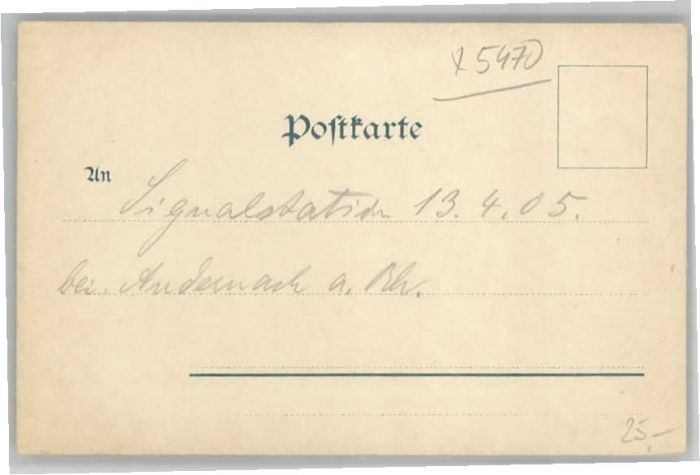 x 5470
Postkarte
An Signalstation 13.4.05.
bei Andernach a. Rh.
25.-